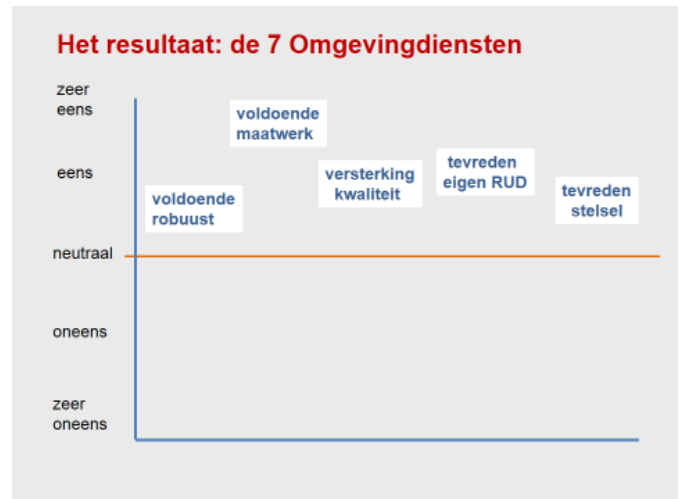 Het resultaat: de 7 Omgevingdiensten
zeer
eens
voldoende
maatwerk
eens
versterking
kwaliteit
tevreden
eigen RUD
voldoende
robuust
tevreden
stelsel
neutraal
oneens
zeer
oneens